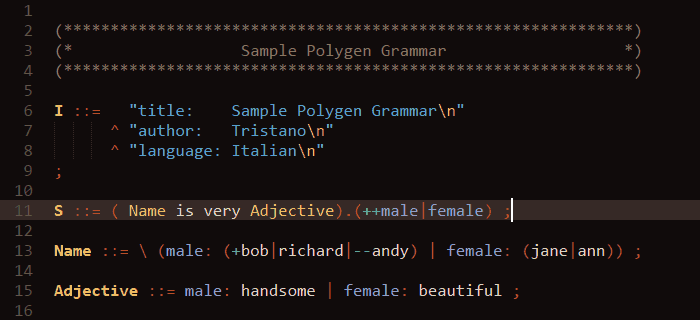 1
2 (*************************************************************)
3 (*                  Sample Polygen Grammar                   *)
4 (*************************************************************)
5
6 I ::=   "title:    Sample Polygen Grammar\n"
7       ^ "author:   Tristano\n"
8       ^ "language: Italian\n"
9 ;
10
11 S ::= ( Name is very Adjective).(++male|female) ;
12
13 Name ::= \ (male: (+bob|richard|--andy) | female: (jane|ann)) ;
14
15 Adjective ::= male: handsome | female: beautiful ;
16